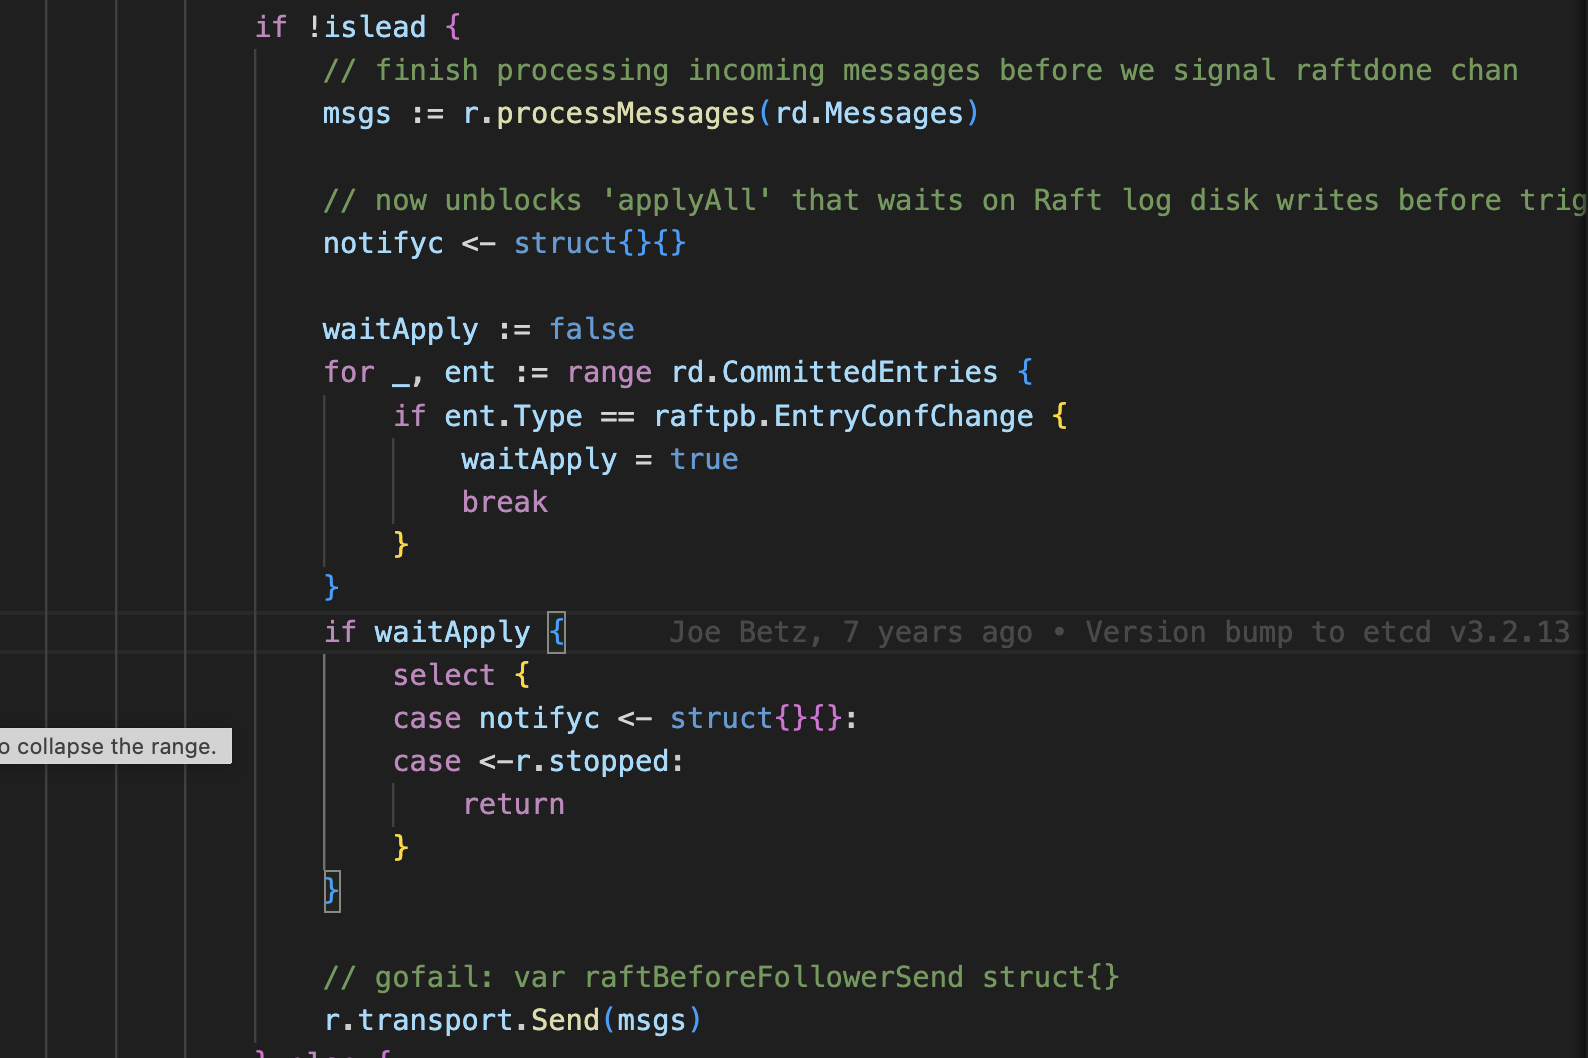 if !islead {
// finish processing incoming messages before we signal raftdone chan
msgs := r.processMessages(rd.Messages)
// now unblocks 'applyAll' that waits on Raft log disk writes before trig
notifyc <- struct{}{}
waitApply := false
for _, ent := range rd.CommittedEntries {
if ent.Type == raftpb.EntryConfChange {
waitApply = true
break
}
}
if waitApply { Joe Betz, 7 years ago • Version bump to etcd v3.2.13
select {
case notifyc <- struct{}{}:
o collapse the range.
case <-r.stopped:
return
}
}
// gofail: var raftBeforeFollowerSend struct{}
r.transport.Send(msgs)
} else {